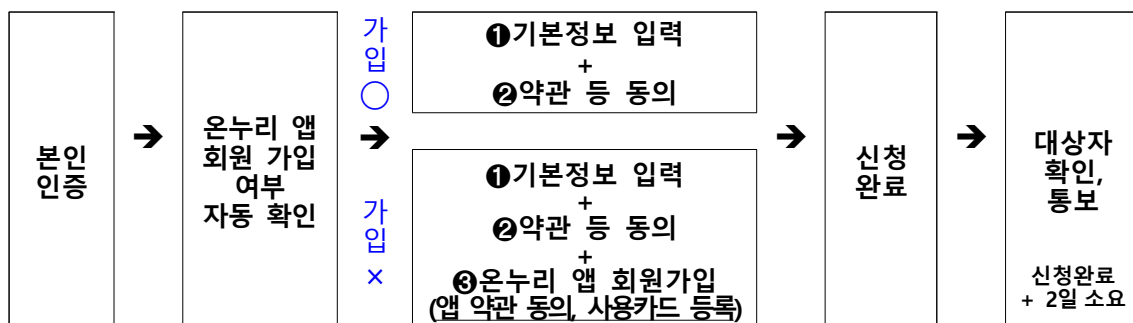 본인
인증
➔
온누리 앱
회원 가입
여부
자동 확인
가
입
○
➔
❶기본정보 입력
+
❷약관 등 동의
가
입
×
❶기본정보 입력
+
❷약관 등 동의
+
❸온누리 앱 회원가입
(앱 약관 동의, 사용카드 등록)
➔
신청
완료
➔
대상자
확인,
통보
신청완료
+ 2일 소요